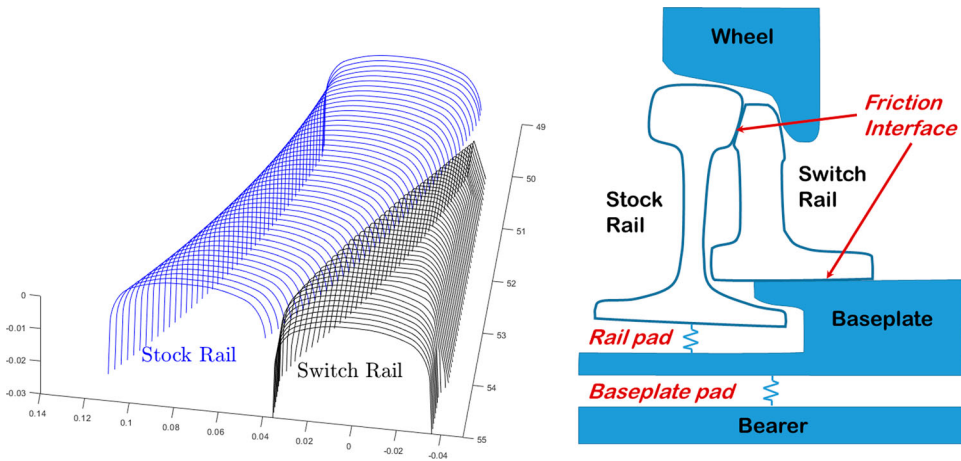 0
-0.01
-0.02
-0.03
0.14
0.12
0.1
0.08
0.06
0.04
0.02
0
-0.02
-0.04
49
50
51
52
53
54
55
Stock Rail
Switch Rail
Wheel
Friction
Interface
Stock
Rail
Switch
Rail
Baseplate
Rail pad
Baseplate pad
Bearer